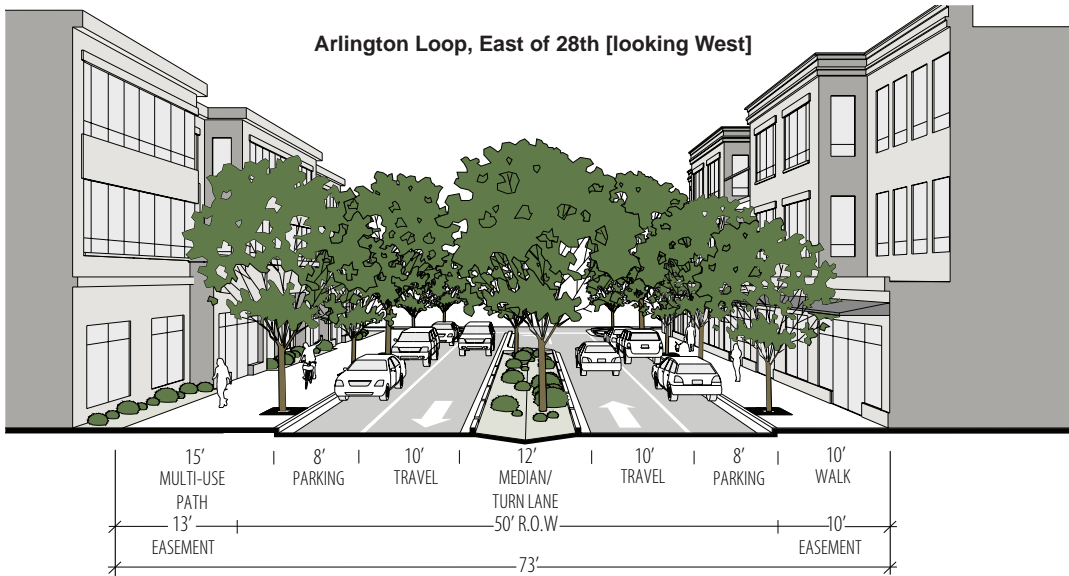 Arlington Loop, East of 28th [looking West]
15' 8' 10' 12' 10' 8' 10'
MULTI-USE PARKING TRAVEL MEDIAN/ TRAVEL PARKING WALK
PATH TURN LANE
13' 50' R.O.W 10'
EASEMENT EASEMENT
73'